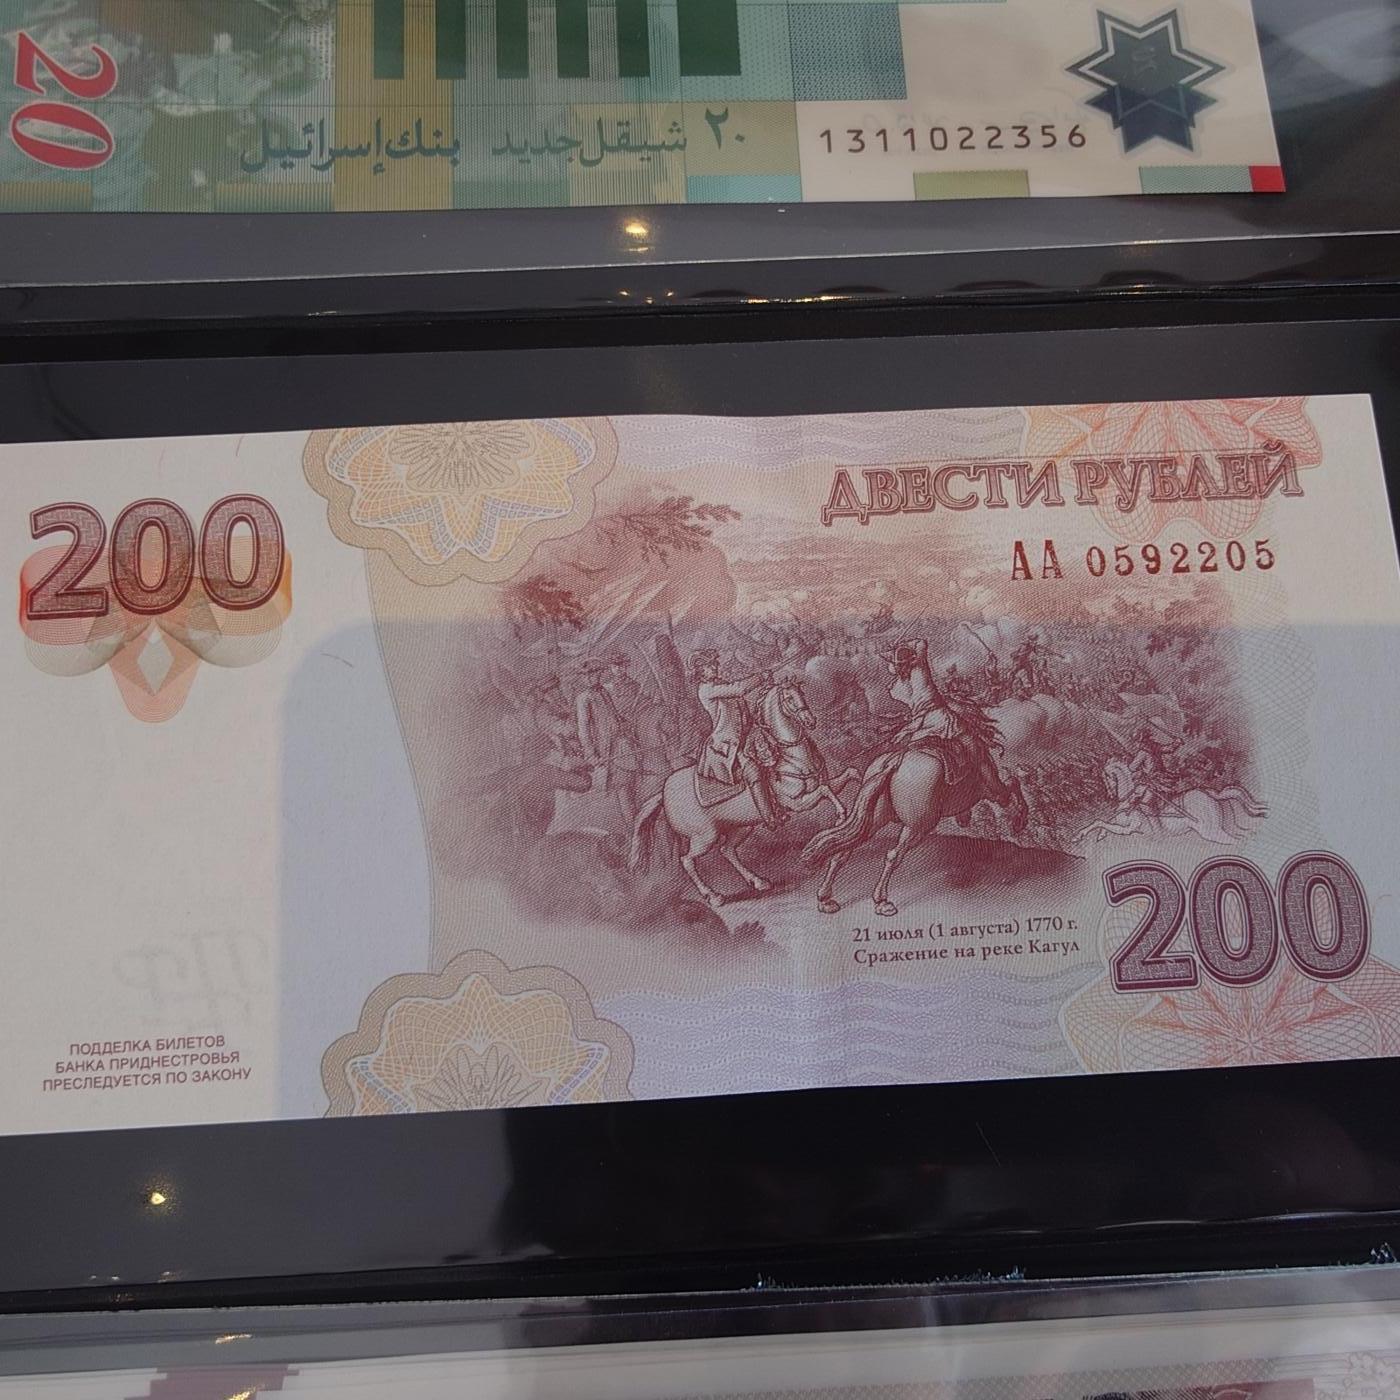 20
٢٠ شيقل جديد بنك إسرائيل
1311022356
200
ДВЕСТИ РУБЛЕЙ
АА 0592205
21 июля (1 августа) 1770 г.
Сражение на реке Кагул
200
ПОДДЕЛКА БИЛЕТОВ
БАНКА ПРИДНЕСТРОВЬЯ
ПРЕСЛЕДУЕТСЯ ПО ЗАКОНУ